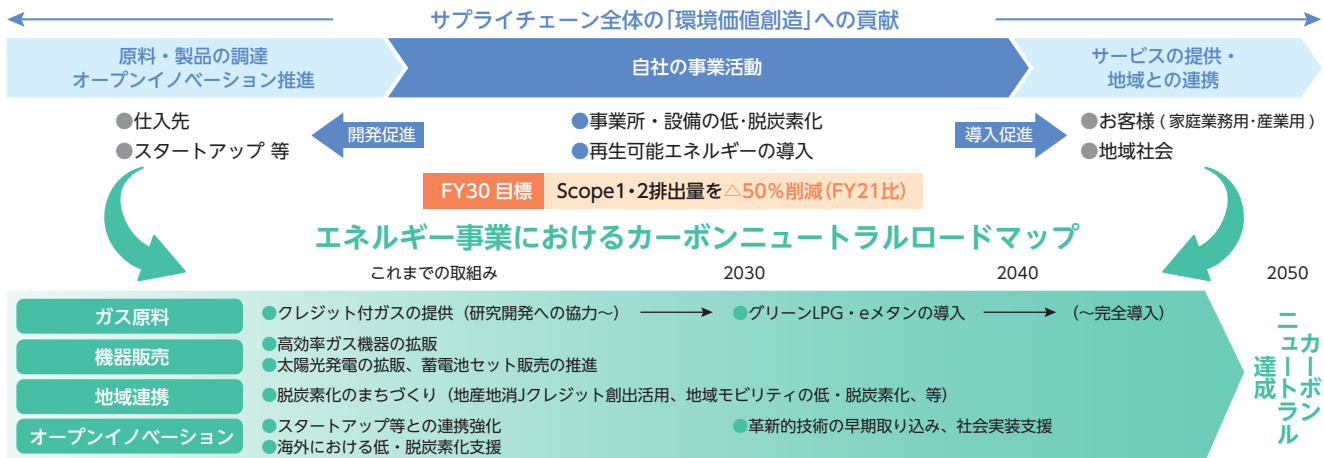 サプライチェーン全体の「環境価値創造」への貢献
原料・製品の調達
オープンイノベーション推進
自社の事業活動
サービスの提供・
地域との連携
●仕入先
●スタートアップ 等
開発促進
●事業所・設備の低・脱炭素化
●再生可能エネルギーの導入
導入促進
●お客様 ( 家庭業務用・産業用 )
●地域社会
FY30 目標 Scope1・2排出量を△50%削減(FY21比)
エネルギー事業におけるカーボンニュートラルロードマップ
これまでの取組み 2030 2040 2050
ガス原料
●クレジット付ガスの提供（研究開発への協力～） ●グリーンLPG・eメタンの導入 （～完全導入）
機器販売
●高効率ガス機器の拡販
●太陽光発電の拡販、蓄電池セット販売の推進
地域連携
●脱炭素化のまちづくり（地産地消Jクレジット創出活用、地域モビリティの低・脱炭素化、等）
オープンイノベーション
●スタートアップ等との連携強化 ●革新的技術の早期取り込み、社会実装支援
●海外における低・脱炭素化支援
カーボン
ニュートラル
達成